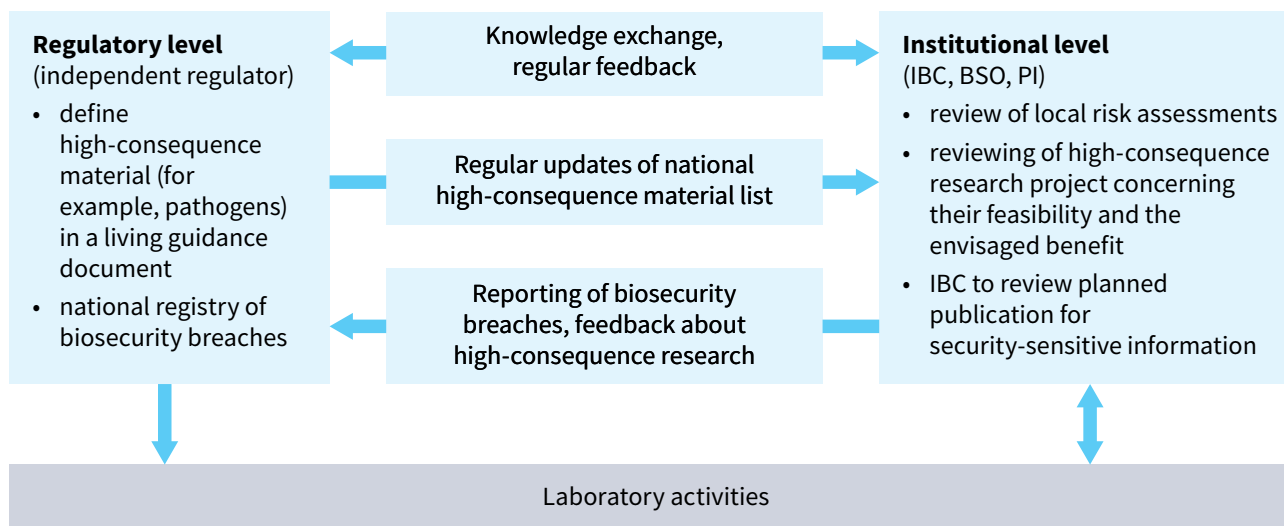 Regulatory level
(independent regulator)
• define
high-consequence
material (for
example, pathogens)
in a living guidance
document
• national registry of
biosecurity breaches
Knowledge exchange,
regular feedback
Regular updates of national
high-consequence material list
Reporting of biosecurity
breaches, feedback about
high-consequence research
Institutional level
(IBC, BSO, PI)
• review of local risk assessments
• reviewing of high-consequence
research project concerning
their feasibility and the
envisaged benefit
• IBC to review planned
publication for
security-sensitive information
Laboratory activities